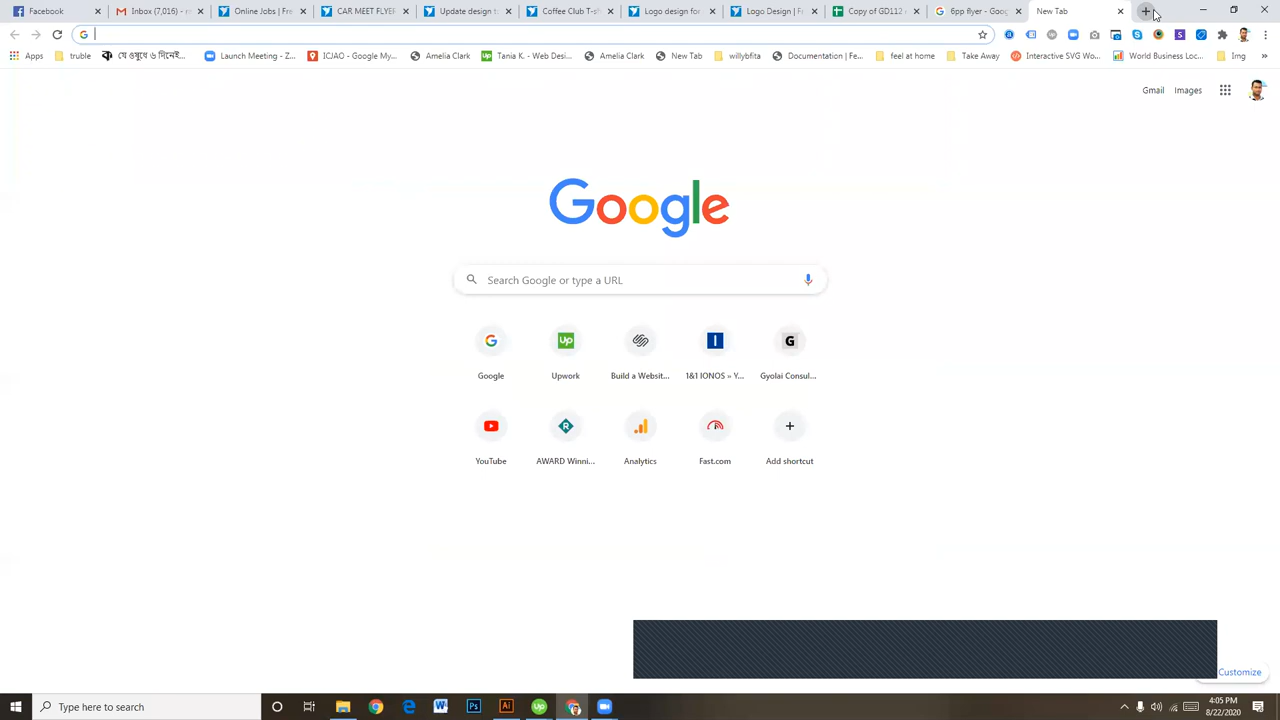 Facebook
Inbox (7,016) - r
Online Jobs | Fre
CAR MEET FLYER
Update design t
Coffee Club T-sh
Logo design for
Logo Design | F
Copy of GD112
6pp flyer - Goog
New Tab
Apps
truble
যে ওষুধে ৬ দিনেই...
Launch Meeting - Z...
ICJAO - Google My...
Amelia Clark
Tania K. - Web Desi...
Amelia Clark
New Tab
willybfita
Documentation | Fe...
feel at home
Take Away
Interactive SVG Wo...
World Business Loc...
Img
Gmail
Images
Google
Search Google or type a URL
Google
Upwork
Build a Websit...
1&1 IONOS » Y...
Gyolai Consul...
YouTube
AWARD Winni...
Analytics
Fast.com
Add shortcut
Customize
Type here to search
4:05 PM
8/22/2020